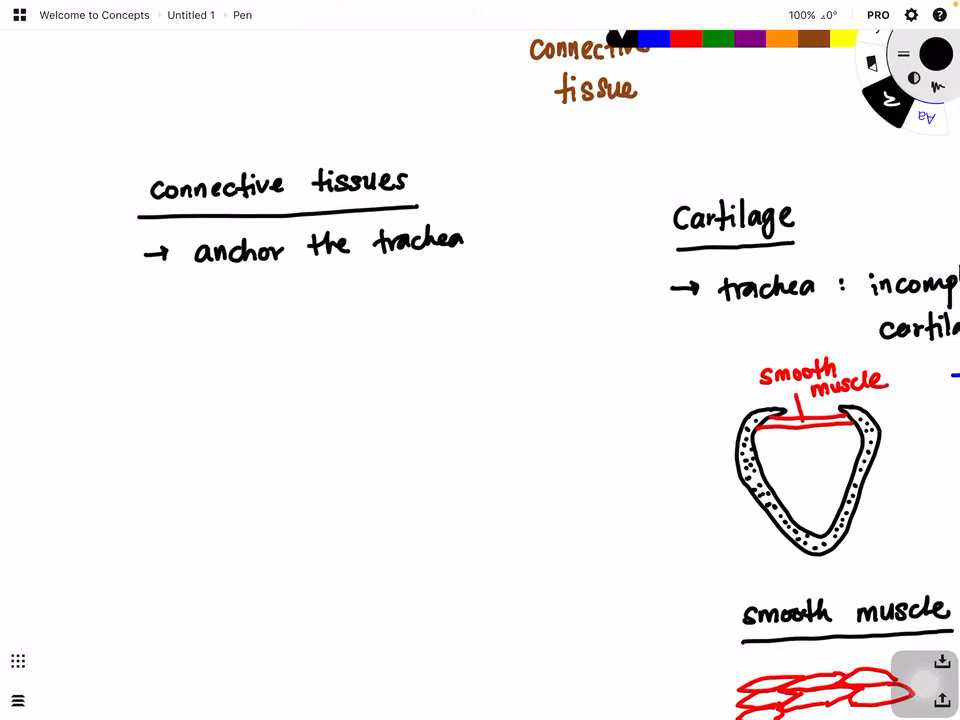 Welcome to Concepts > Untitled 1 > Pen
100% ⊿0° PRO
connective
tissue
Aa
connective tissues
→ anchor the trachea
Cartilage
→ trachea : incomp
cartila
smooth
muscle
smooth muscle